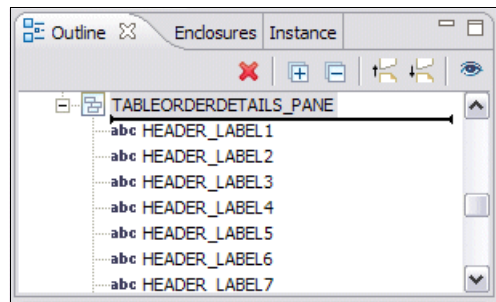 Outline Enclosures Instance
TABLEORDERDETAILS_PANE
abc HEADER_LABEL1
abc HEADER_LABEL2
abc HEADER_LABEL3
abc HEADER_LABEL4
abc HEADER_LABEL5
abc HEADER_LABEL6
abc HEADER_LABEL7